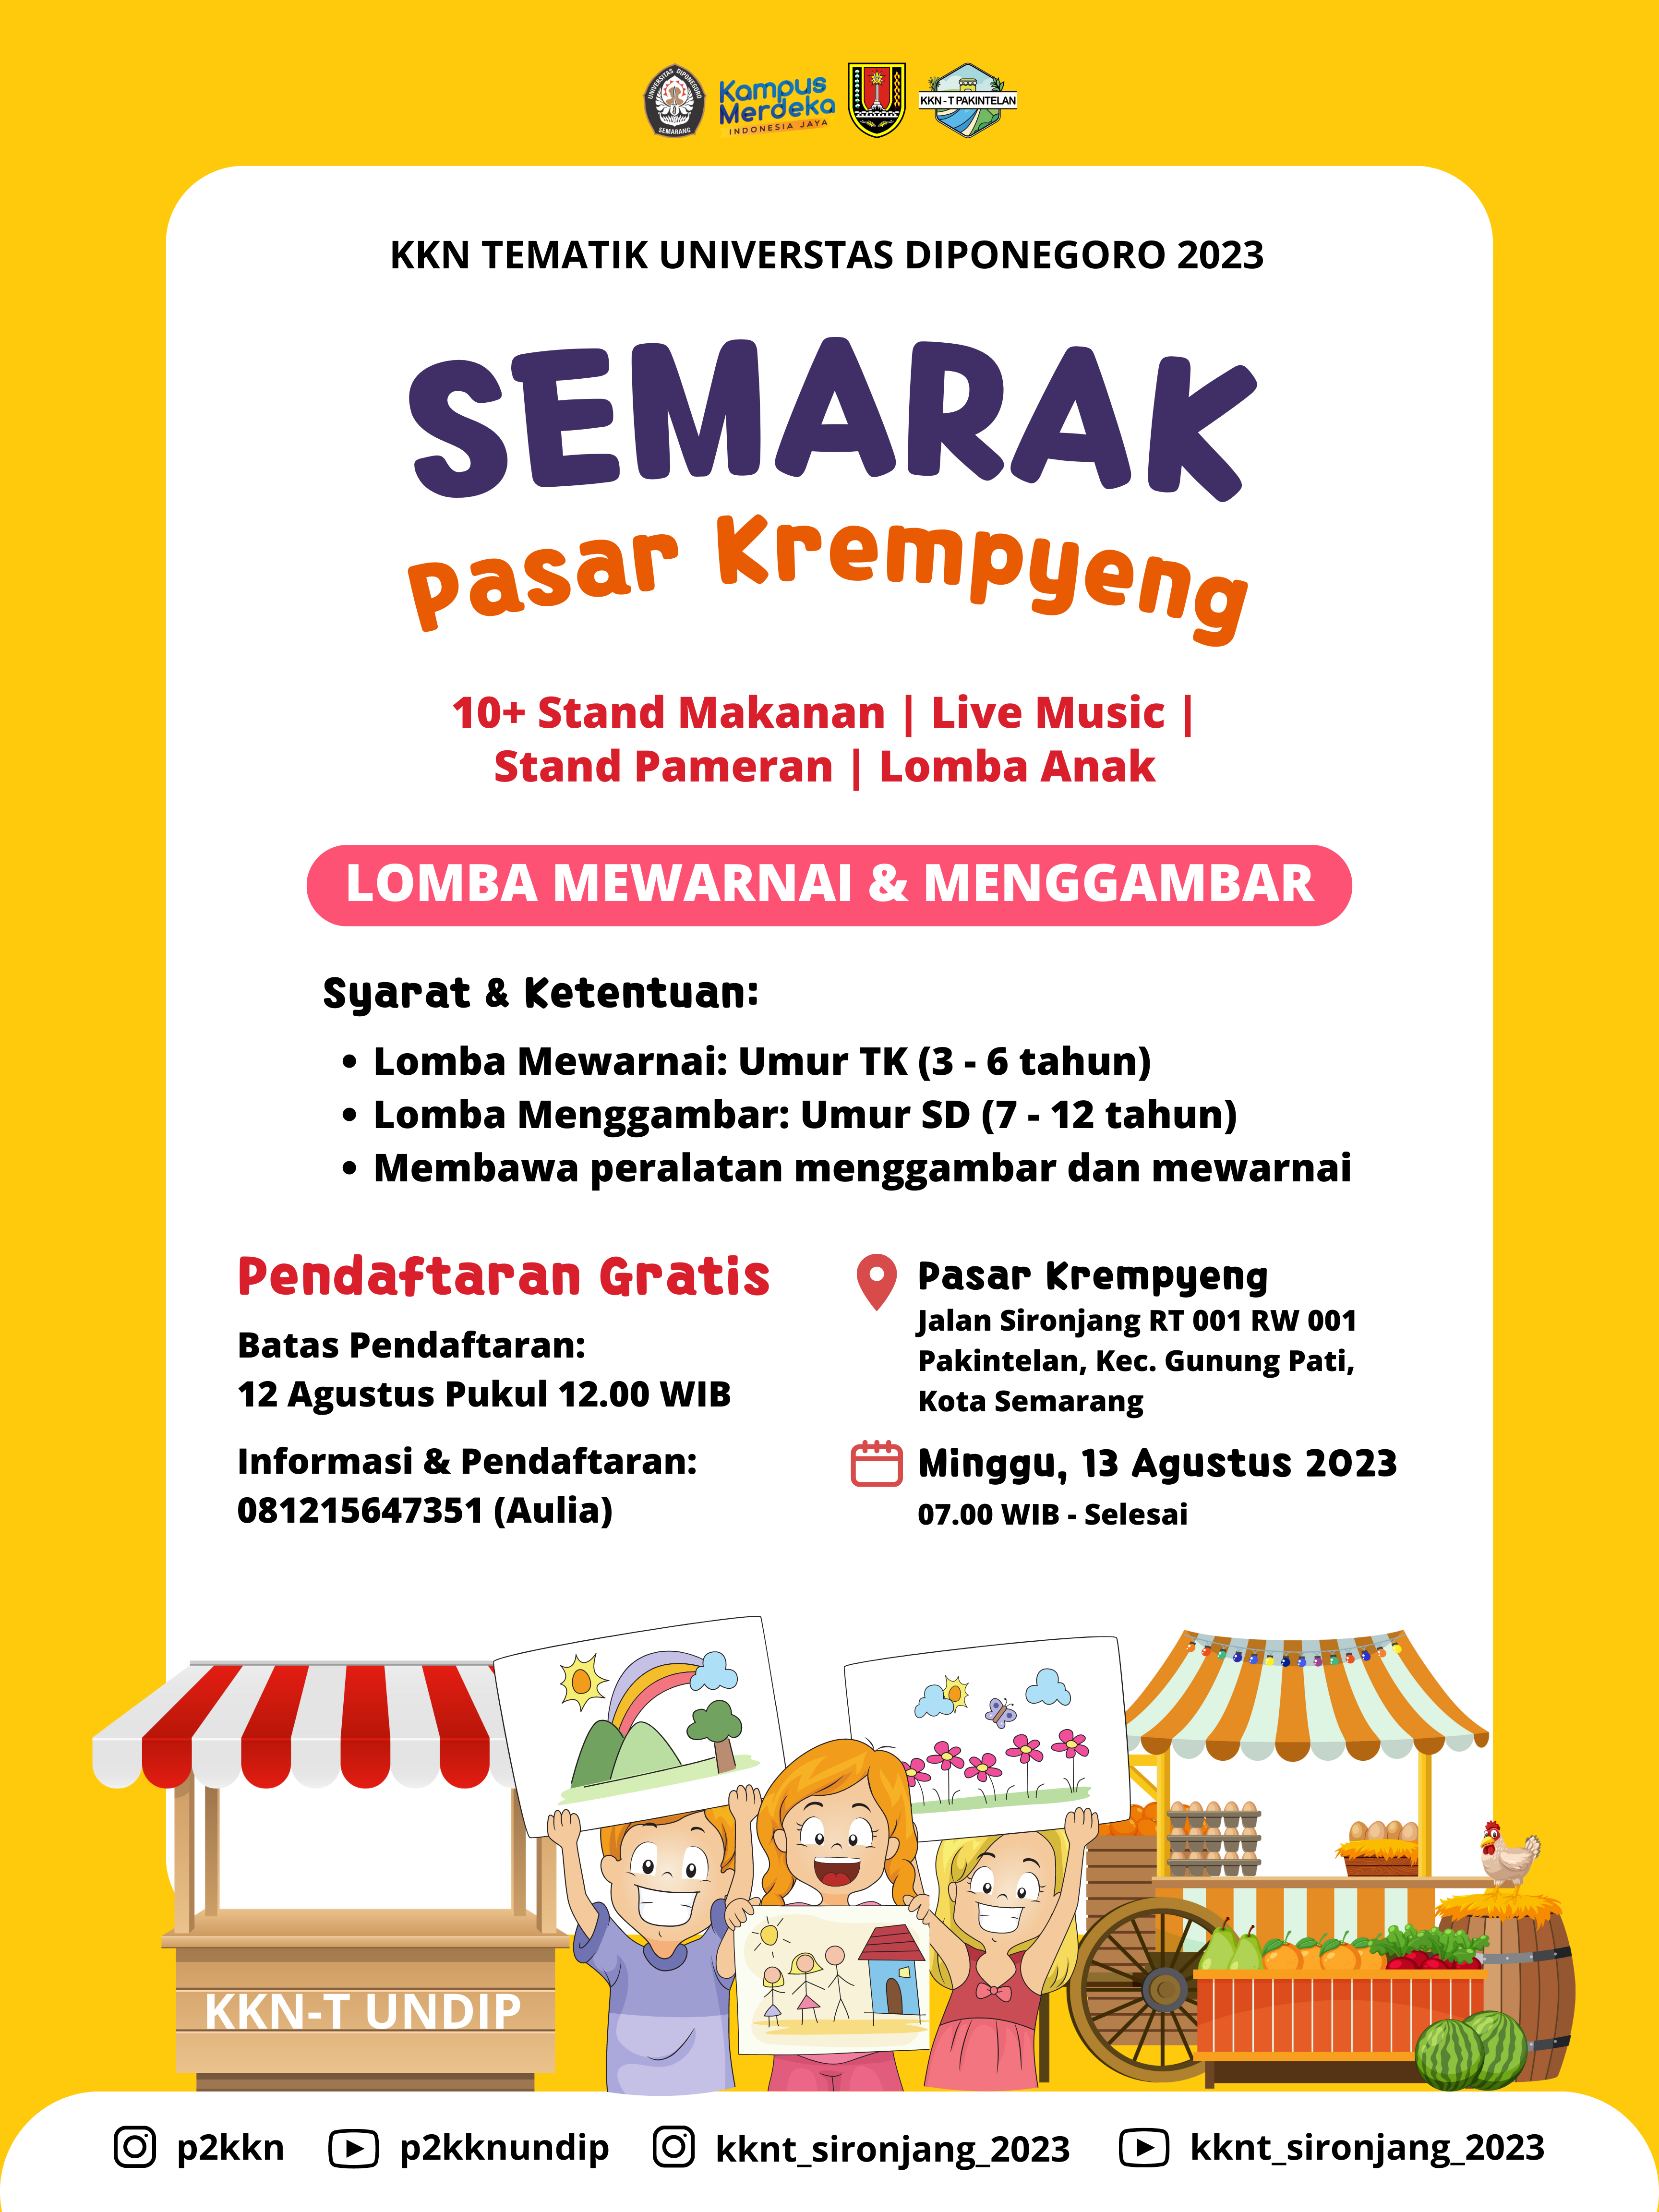 UNIVERSITAS DIPONEGORO
SEMARANG
Kampus
Merdeka
INDONESIA JAYA
KKN - T PAKINTELAN
KKN TEMATIK UNIVERSTAS DIPONEGORO 2023
SEMARAK
Pasar Krempyeng
10+ Stand Makanan | Live Music |
Stand Pameran | Lomba Anak
LOMBA MEWARNAI & MENGGAMBAR
Syarat & Ketentuan:
• Lomba Mewarnai: Umur TK (3 - 6 tahun)
• Lomba Menggambar: Umur SD (7 - 12 tahun)
• Membawa peralatan menggambar dan mewarnai
Pendaftaran Gratis
Batas Pendaftaran:
12 Agustus Pukul 12.00 WIB
Informasi & Pendaftaran:
081215647351 (Aulia)
Pasar Krempyeng
Jalan Sironjang RT 001 RW 001
Pakintelan, Kec. Gunung Pati,
Kota Semarang
Minggu, 13 Agustus 2023
07.00 WIB - Selesai
KKN-T UNDIP
p2kkn
p2kknundip
kknt_sironjang_2023
kknt_sironjang_2023